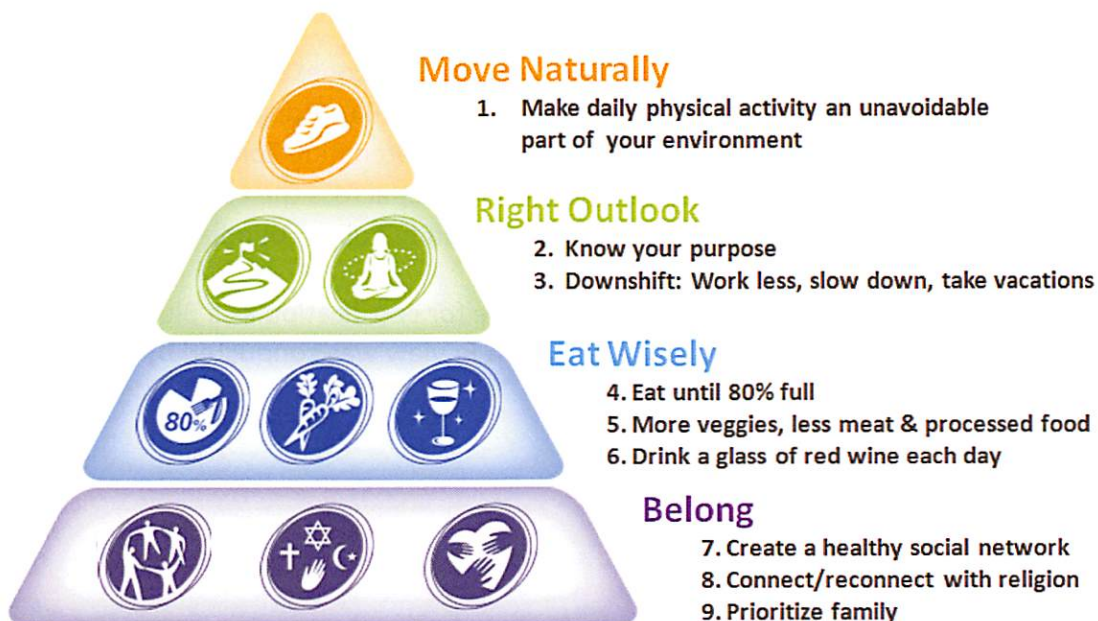 Move Naturally
1. Make daily physical activity an unavoidable
part of your environment
Right Outlook
2. Know your purpose
3. Downshift: Work less, slow down, take vacations
Eat Wisely
80%
4. Eat until 80% full
5. More veggies, less meat & processed food
6. Drink a glass of red wine each day
Belong
7. Create a healthy social network
8. Connect/reconnect with religion
9. Prioritize family